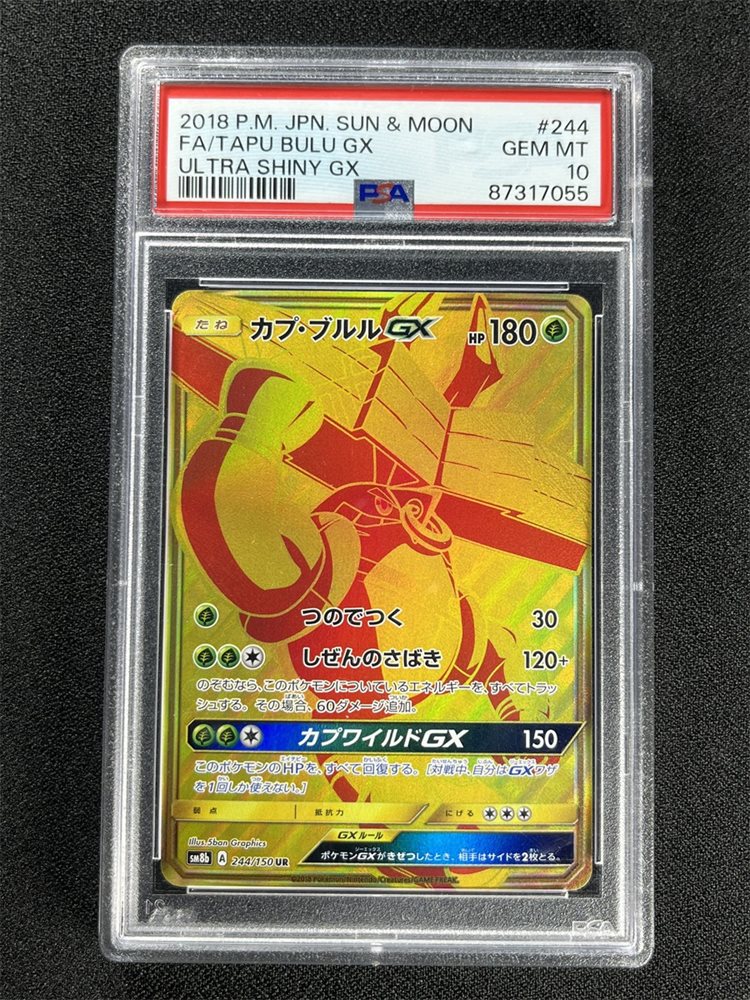 2018 P.M. JPN. SUN & MOON #244
FA/TAPU BULU GX GEM MT
ULTRA SHINY GX 10
PSA 87317055
たね カプ・ブルルGX HP 180
つのでつく 30
しぜんのさばき 120+
のぞむなら、このポケモンについているエネルギーを、すべてトラッ
シュする。その場合、60ダメージ追加。
カプワイルドGX 150
このポケモンのHPを、すべて回復する。[対戦中、自分はGXワザ
を1回しか使えない。]
弱点 抵抗力 にげる
Illus.5ban Graphics
GXルール
sm8b A 244/150 UR
ポケモンGXがきぜつしたとき、相手はサイドを2枚とる。
©2018 Pokémon/Nintendo/Creatures/GAME FREAK.